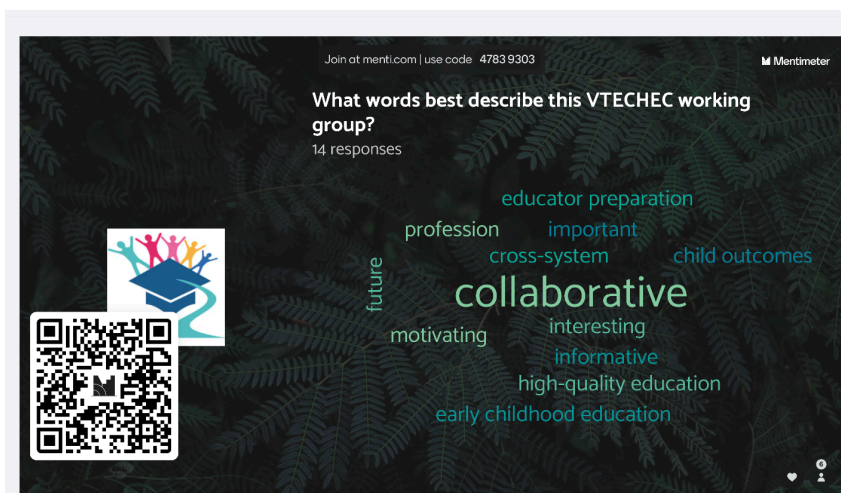 Join at menti.com | use code 4783 9303
Mentimeter
What words best describe this VTECHEC working
group?
14 responses
educator preparation
profession
important
cross-system
child outcomes
future
collaborative
motivating
interesting
informative
high-quality education
early childhood education
6